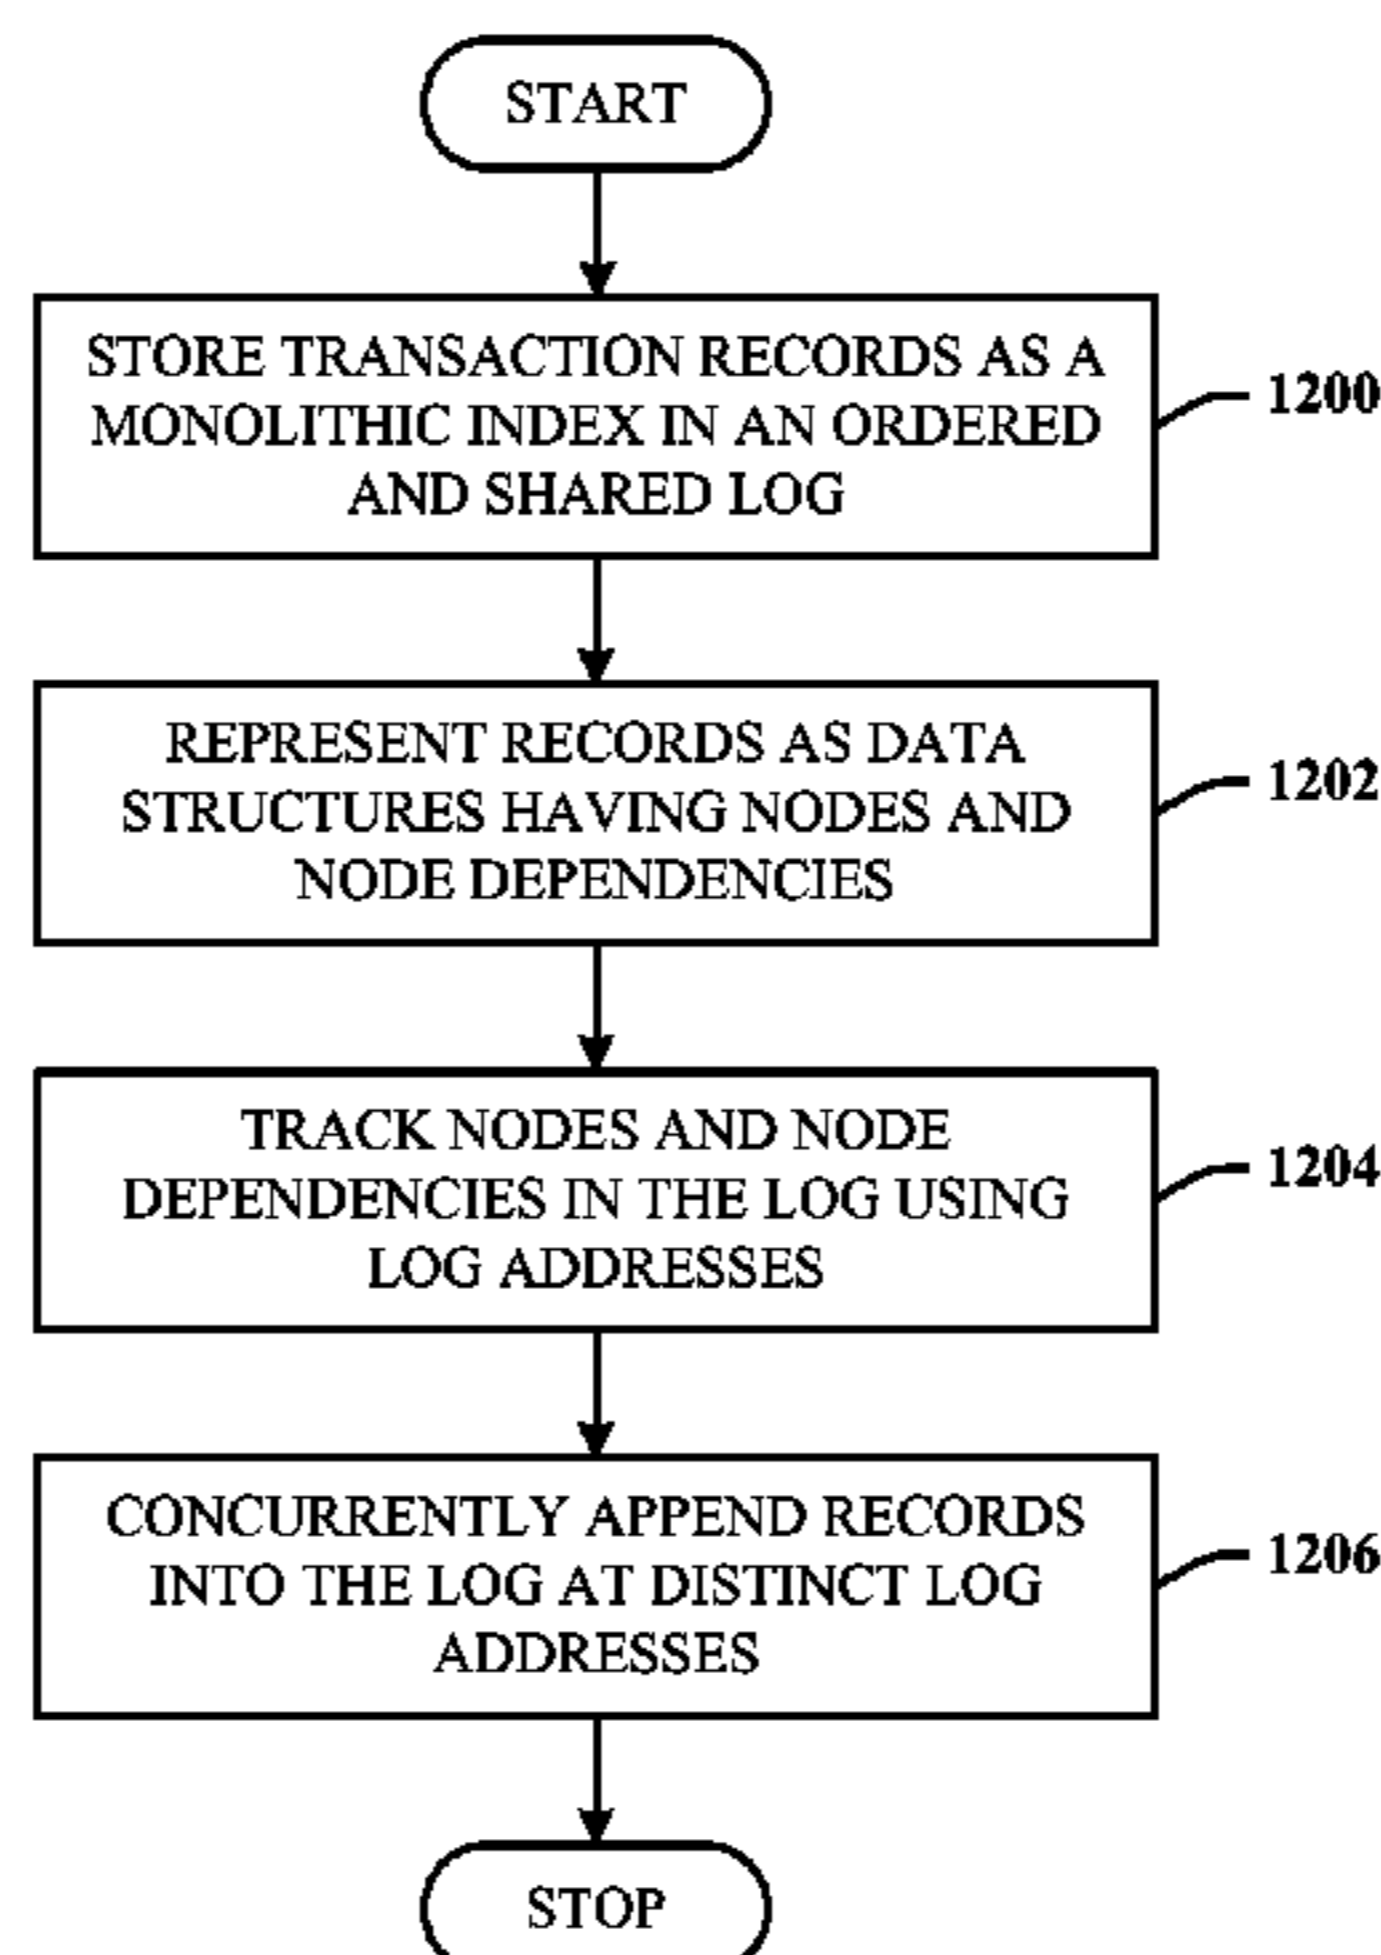 START
STORE TRANSACTION RECORDS AS A
MONOLITHIC INDEX IN AN ORDERED
AND SHARED LOG
1200
REPRESENT RECORDS AS DATA
STRUCTURES HAVING NODES AND
NODE DEPENDENCIES
1202
TRACK NODES AND NODE
DEPENDENCIES IN THE LOG USING
LOG ADDRESSES
1204
CONCURRENTLY APPEND RECORDS
INTO THE LOG AT DISTINCT LOG
ADDRESSES
1206
STOP